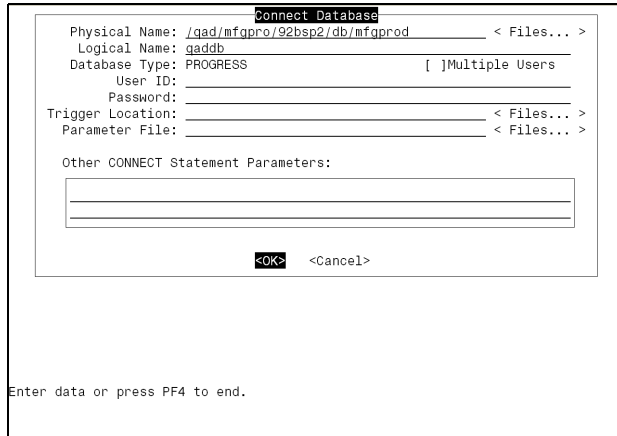 Connect Database
Physical Name: /qad/mfgpro/92bsp2/db/mfgprod < Files... >
Logical Name: qaddb
Database Type: PROGRESS [ ]Multiple Users
User ID:
Password:
Trigger Location: < Files... >
Parameter File: < Files... >
Other CONNECT Statement Parameters:
<OK> <Cancel>
Enter data or press PF4 to end.